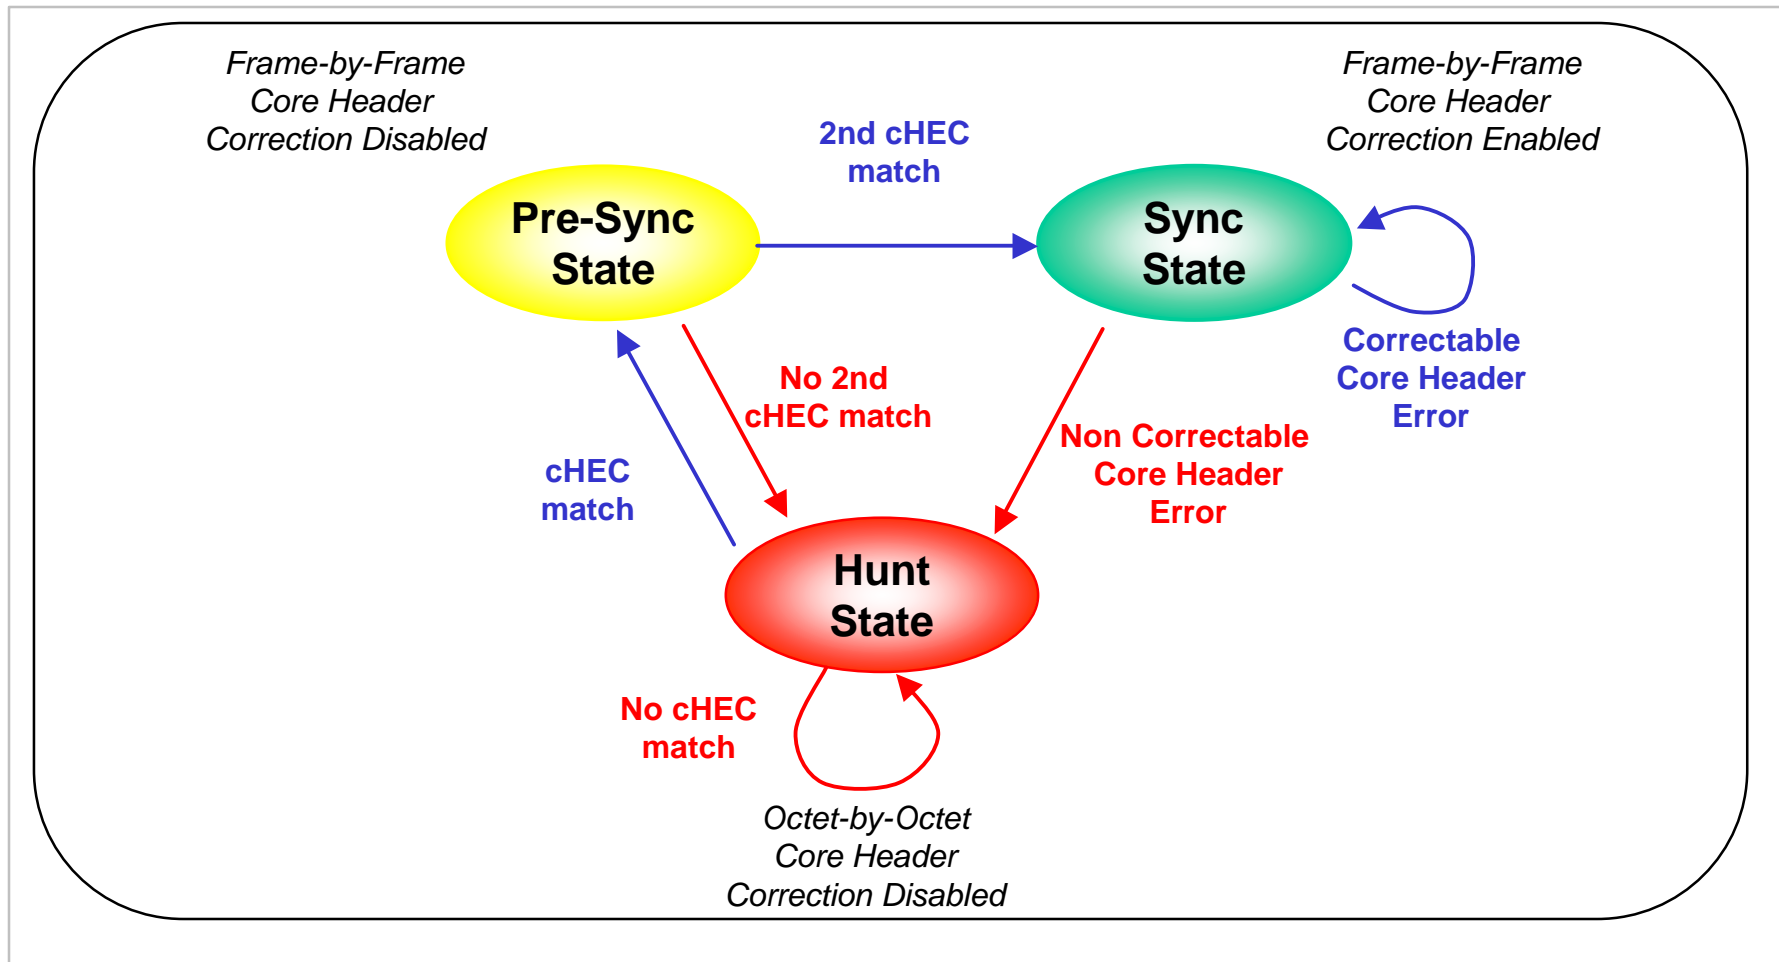 Frame-by-Frame
Core Header
Correction Disabled
Frame-by-Frame
Core Header
Correction Enabled
2nd cHEC
match
Pre-Sync
State
Sync
State
Correctable
Core Header
Error
No 2nd
cHEC match
Non Correctable
Core Header
Error
cHEC
match
Hunt
State
No cHEC
match
Octet-by-Octet
Core Header
Correction Disabled